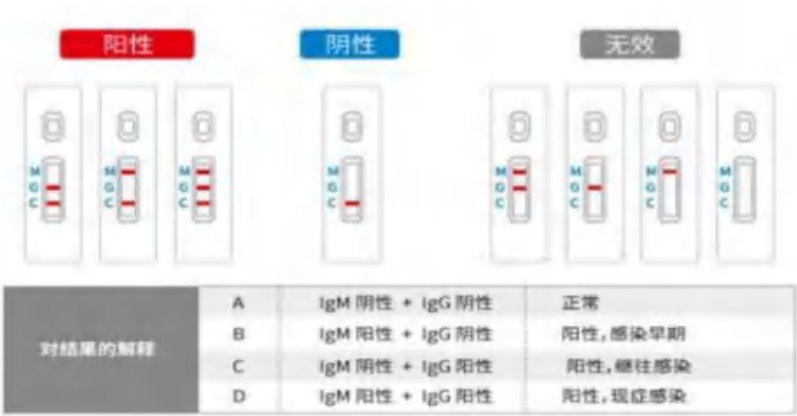 阳性 阴性 无效
M M M M M M M
G G G G G G G G
C C C C C C C C
A IgM 阴性 + IgG 阴性 正常
B IgM 阳性 + IgG 阴性 阳性,感染早期
对结果的解释
C IgM 阴性 + IgG 阳性 阳性,继往感染
D IgM 阳性 + IgG 阳性 阳性,现症感染